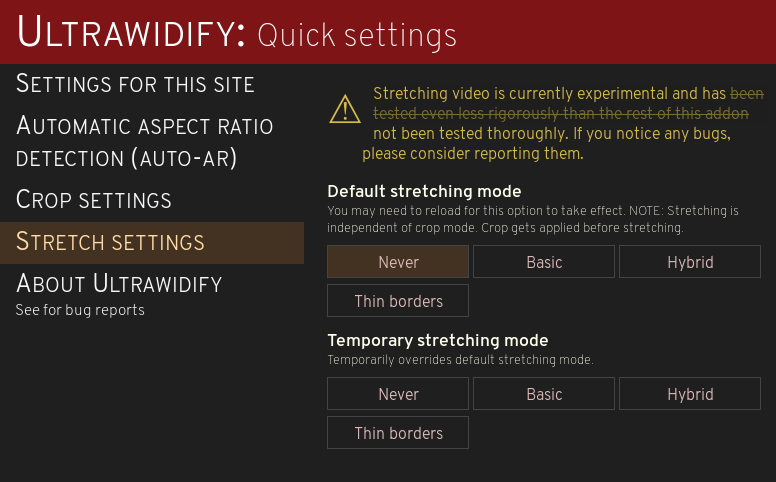 Ultrawidify: Quick settings
Settings for this site
Automatic aspect ratio
detection (auto-ar)
Crop settings
Stretch settings
About Ultrawidify
See for bug reports
Stretching video is currently experimental and has been
tested even less rigorously than the rest of this addon
not been tested thoroughly. If you notice any bugs,
please consider reporting them.
Default stretching mode
You may need to reload for this option to take effect. NOTE: Stretching is
independent of crop mode. Crop gets applied before stretching.
Never Basic Hybrid
Thin borders
Temporary stretching mode
Temporarily overrides default stretching mode.
Never Basic Hybrid
Thin borders